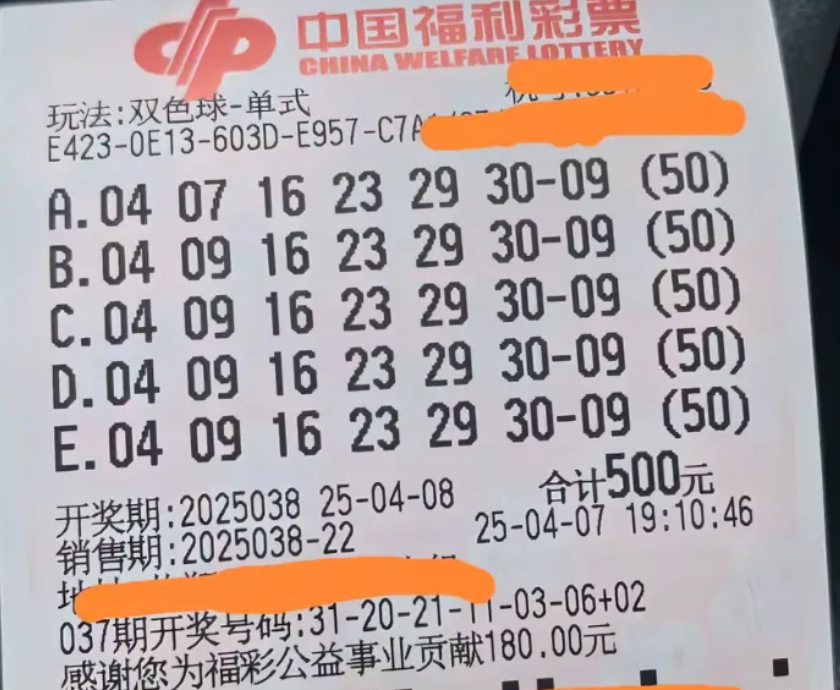 中国福利彩票
CHINA WELFARE LOTTERY
玩法:双色球-单式
E423-0E13-603D-E957-C7A
A.04 07 16 23 29 30-09 (50)
B.04 09 16 23 29 30-09 (50)
C.04 09 16 23 29 30-09 (50)
D.04 09 16 23 29 30-09 (50)
E.04 09 16 23 29 30-09 (50)
开奖期:2025038 25-04-08 合计500元
销售期:2025038-22 25-04-07 19:10:46
037期开奖号码:31-20-21-11-03-06+02
感谢您为福彩公益事业贡献180.00元